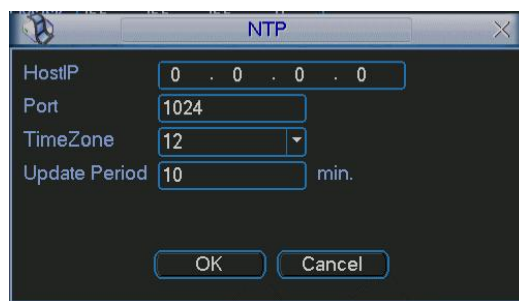 NTP
HostIP 0 . 0 . 0 . 0
Port 1024
TimeZone 12
Update Period 10 min.
OK Cancel